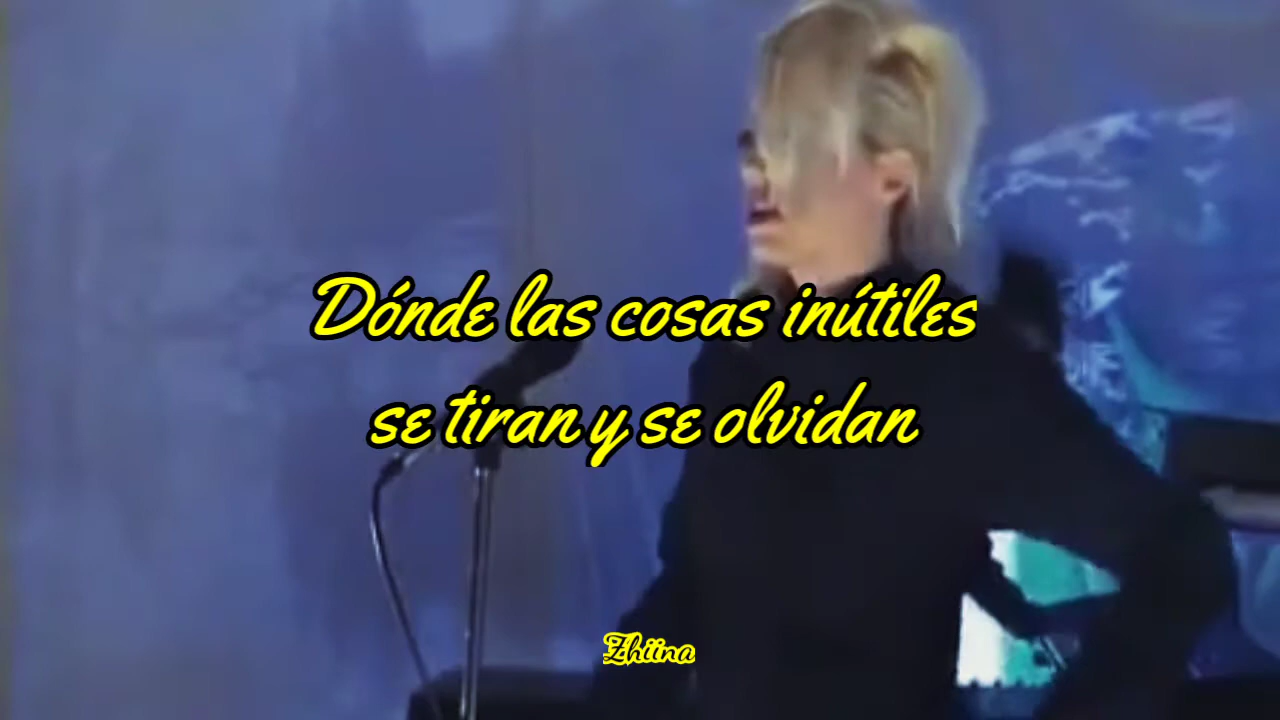 Dónde las cosas inútiles
se tiran y se olvidan
Zhiina